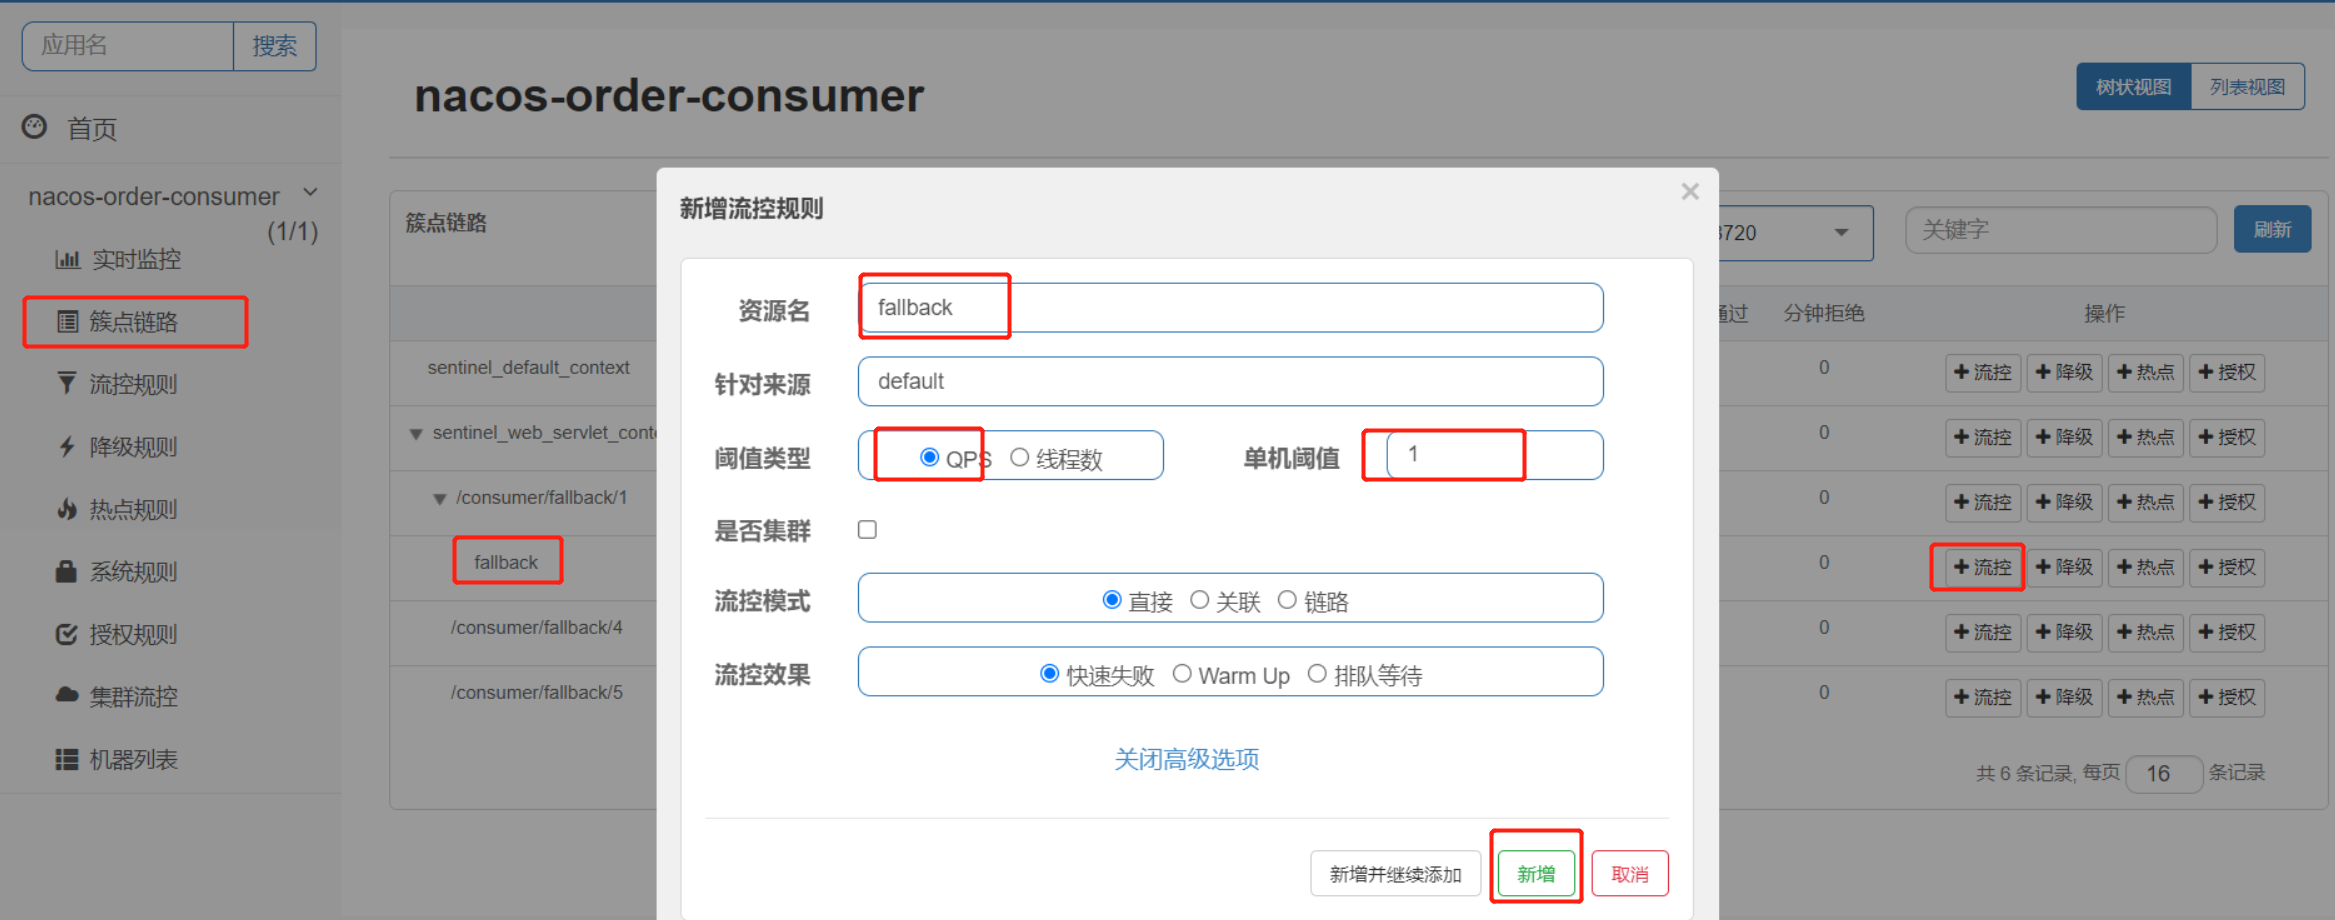 应用名 搜索
首页
nacos-order-consumer
(1/1)
实时监控
簇点链路
流控规则
降级规则
热点规则
系统规则
授权规则
集群流控
机器列表
nacos-order-consumer
树状视图 列表视图
簇点链路
3720 关键字 刷新
通过 分钟拒绝 操作
sentinel_default_context 0 流控 降级 热点 授权
sentinel_web_servlet_conte 0 流控 降级 热点 授权
/consumer/fallback/1 0 流控 降级 热点 授权
fallback 0 流控 降级 热点 授权
/consumer/fallback/4 0 流控 降级 热点 授权
/consumer/fallback/5 0 流控 降级 热点 授权
共 6 条记录, 每页 16 条记录
新增流控规则 ×
资源名 fallback
针对来源 default
阈值类型 QPS 线程数 单机阈值 1
是否集群
流控模式 直接 关联 链路
流控效果 快速失败 Warm Up 排队等待
关闭高级选项
新增并继续添加 新增 取消